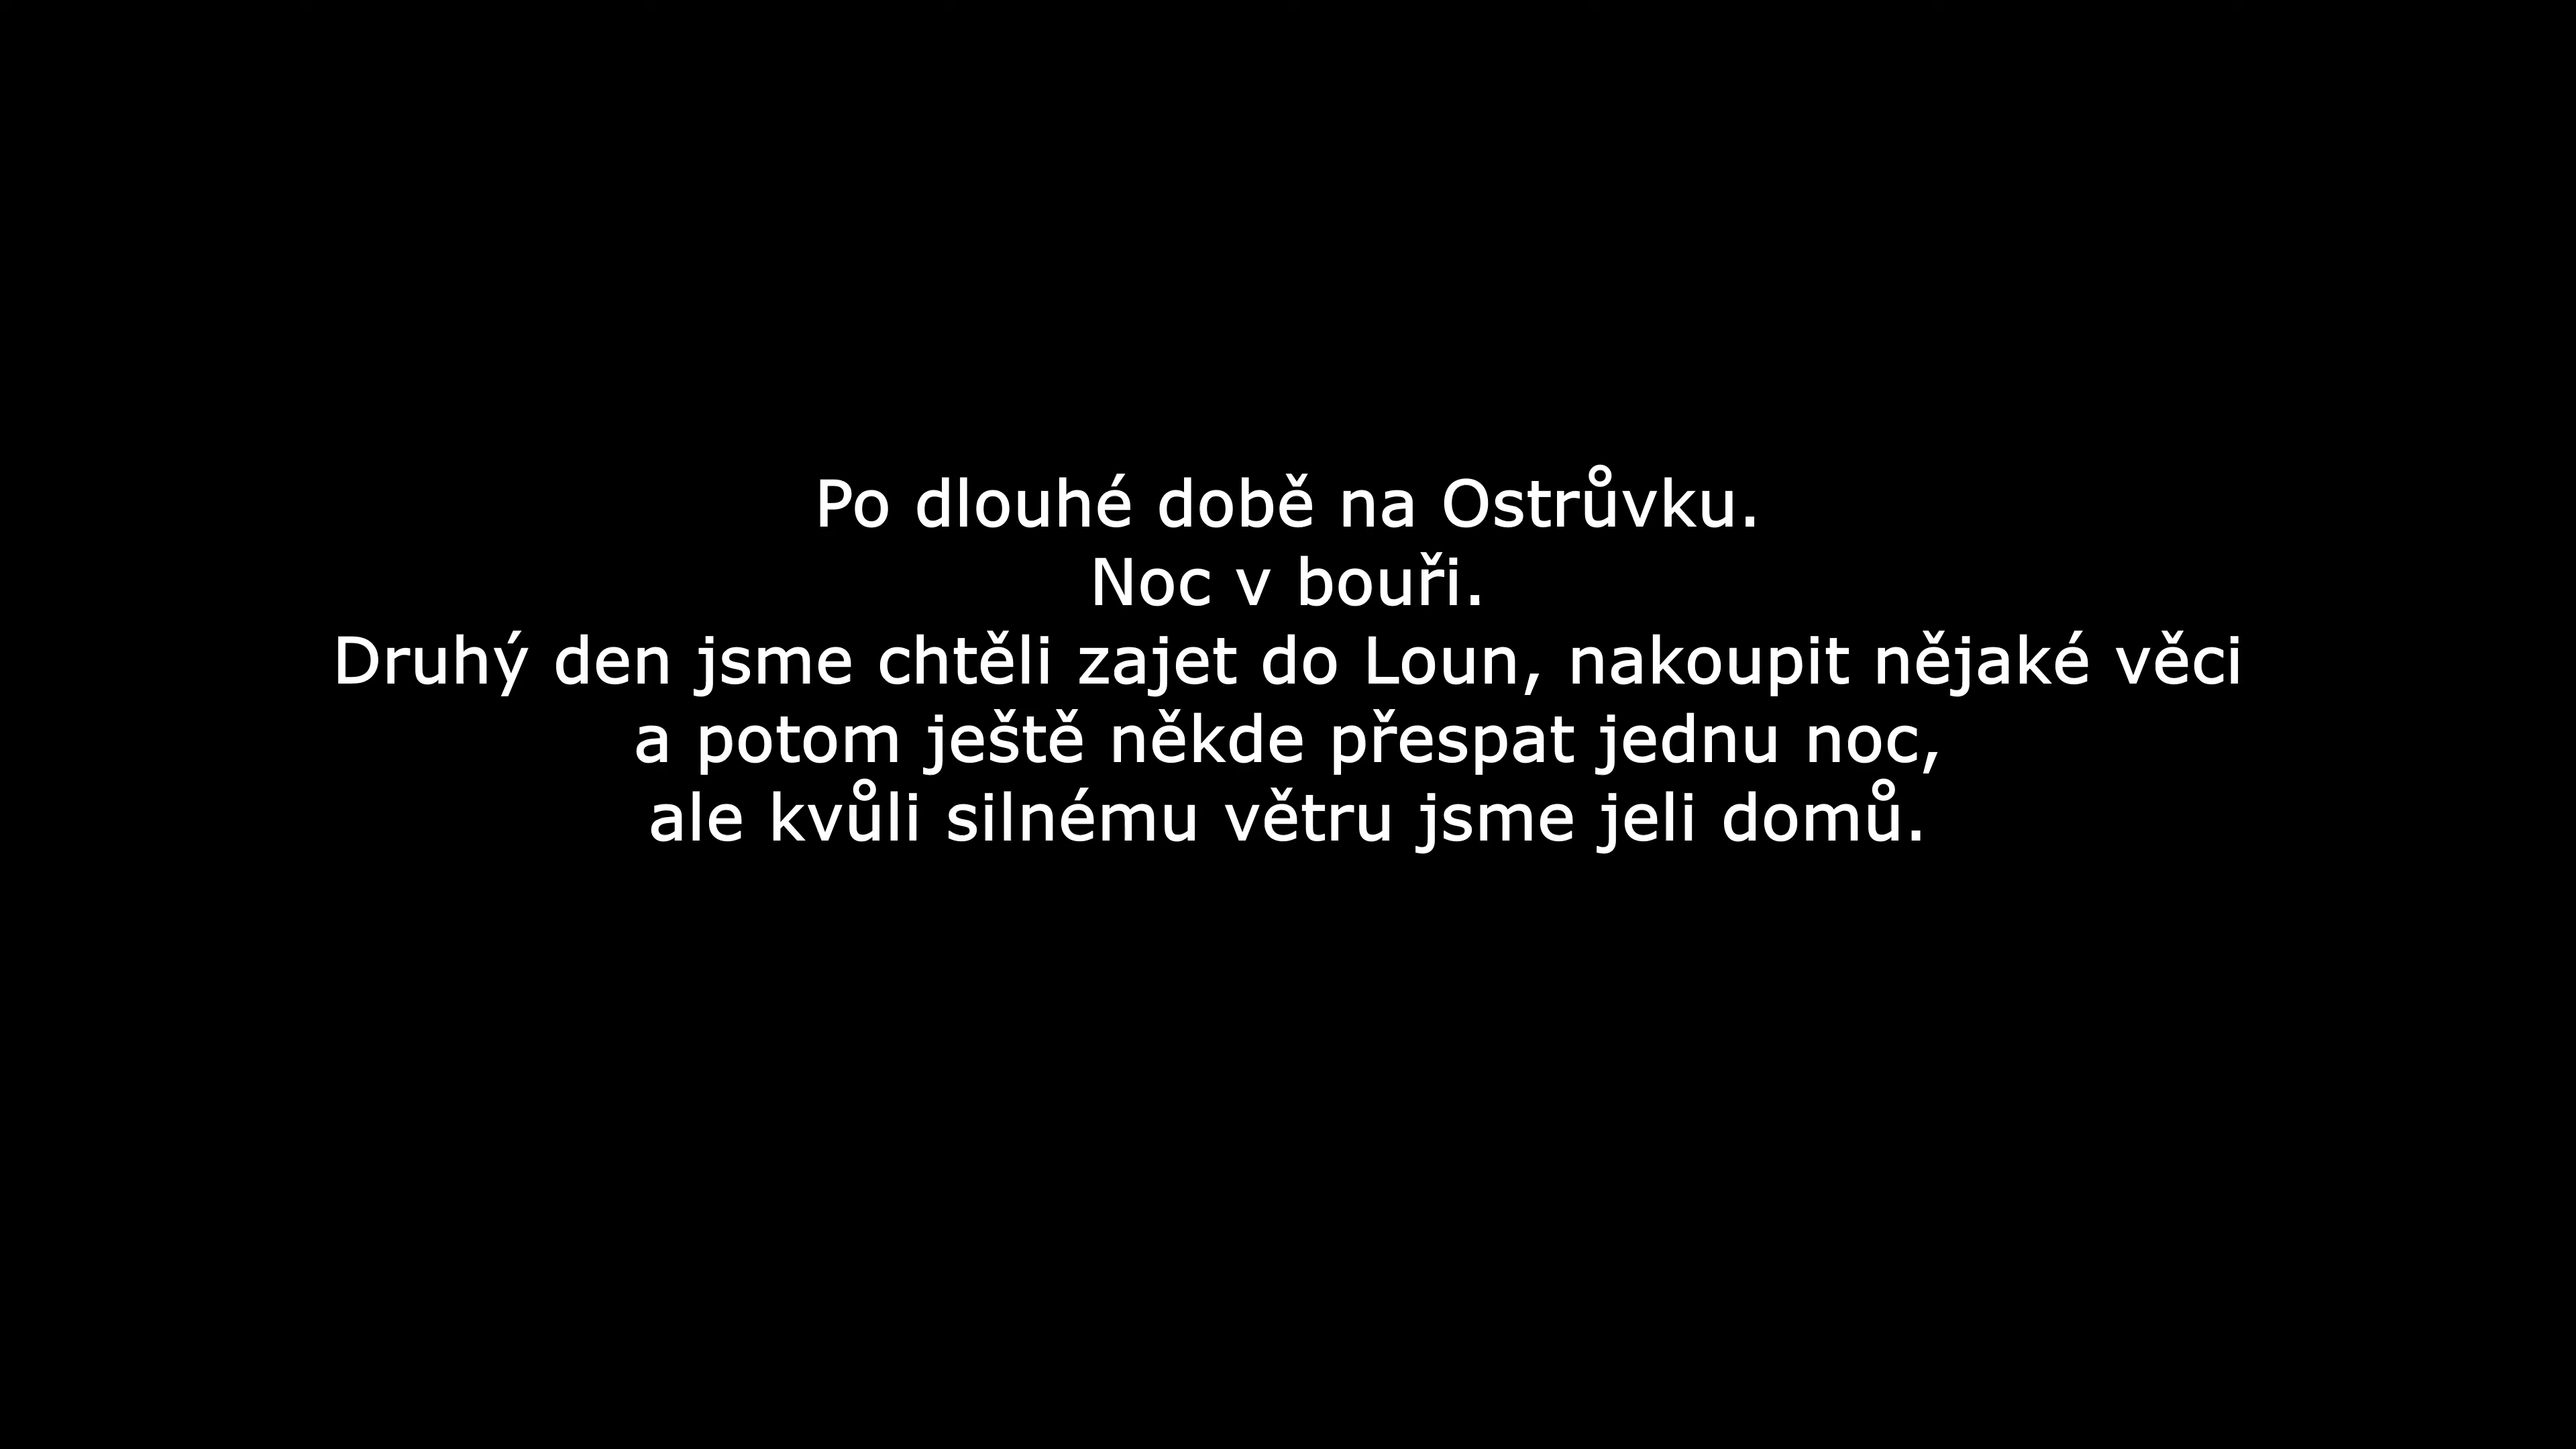 Po dlouhé době na Ostrůvku.
Noc v bouři.
Druhý den jsme chtěli zajet do Loun, nakoupit nějaké věci
a potom ještě někde přespat jednu noc,
ale kvůli silnému větru jsme jeli domů.